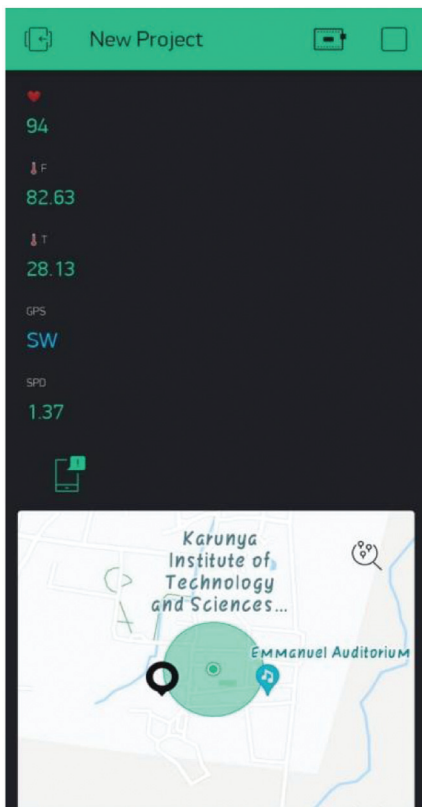 New Project
94
F
82.63
T
28.13
GPS
SW
SPD
1.37
!
Karunya
Institute of
Technology
and Sciences...
Emmanuel Auditorium